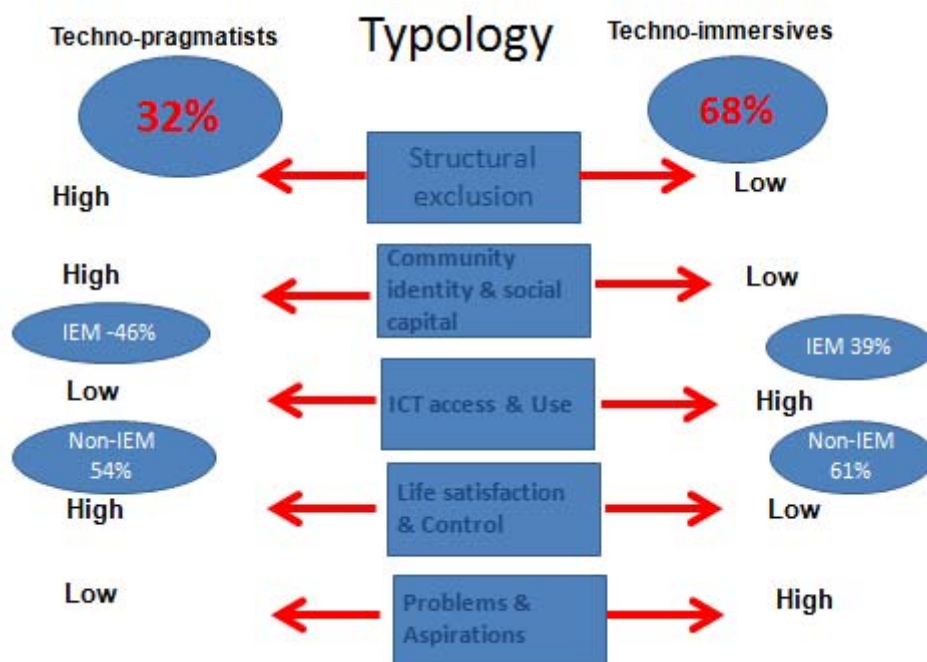 Techno-pragmatists
Typology
Techno-immersives
32%
68%
Structural
exclusion
High
Low
High
Community
identity & social
capital
Low
IEM -46%
IEM 39%
Low
ICT access & Use
High
Non-IEM
54%
Non-IEM
61%
High
Life satisfaction
& Control
Low
Low
Problems &
Aspirations
High